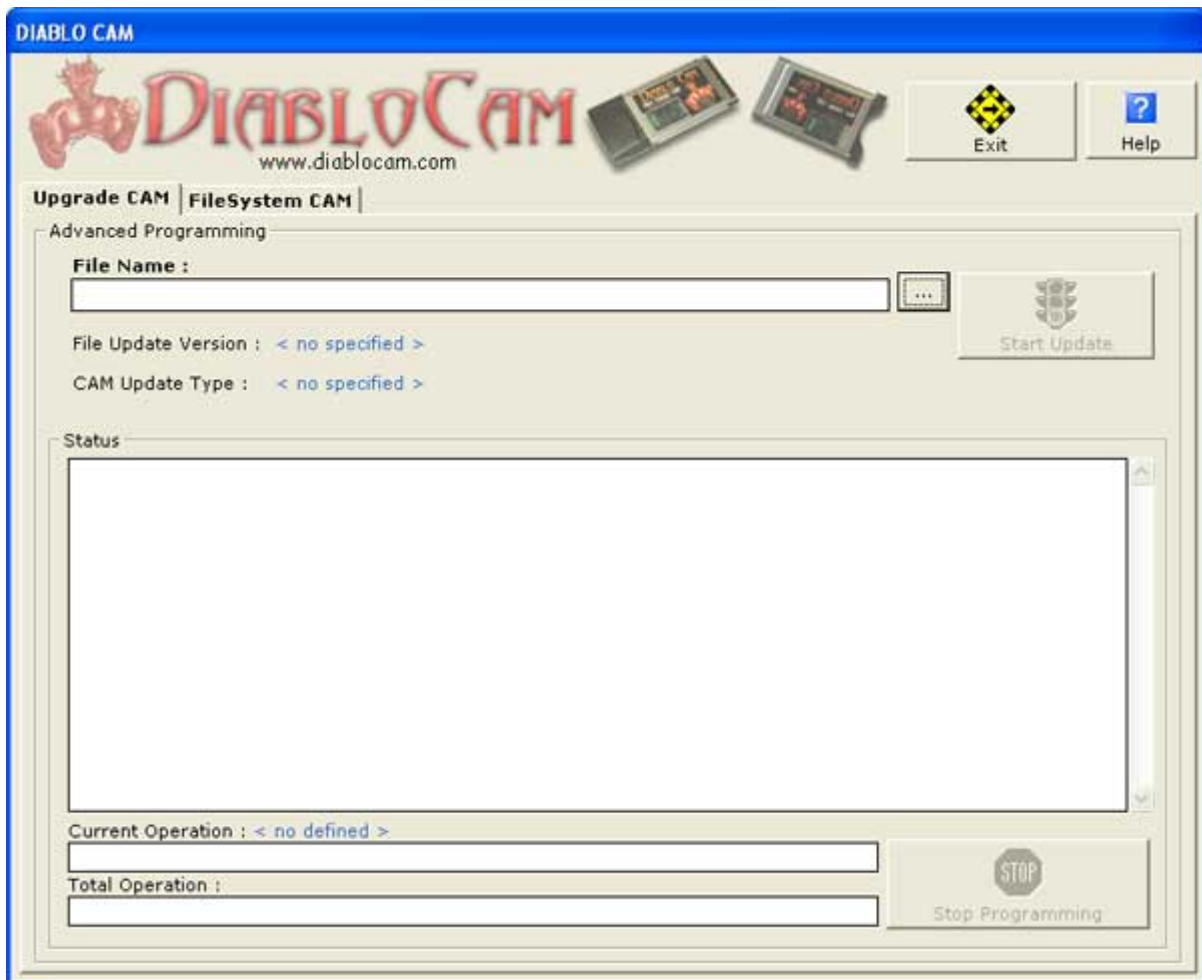 DIABLO CAM
DIABLOCAM
www.diablocam.com
Exit
Help
Upgrade CAM
FileSystem CAM
Advanced Programming
File Name :
...
Start Update
File Update Version : < no specified >
CAM Update Type : < no specified >
Status
Current Operation : < no defined >
Total Operation :
STOP
Stop Programming